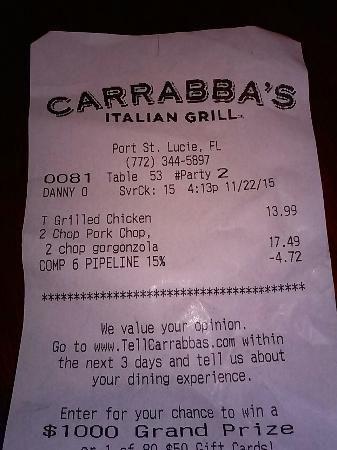 CARRABBA'S
ITALIAN GRILL
Port St. Lucie, FL
(772) 344-5897
0081 Table 53 #Party 2
DANNY O SvrCk: 15 4:13p 11/22/15
T Grilled Chicken 13.99
2 Chop Pork Chop,
2 chop gorgonzola 17.49
COMP 6 PIPELINE 15% -4.72
****************************************
We value your opinion.
Go to www.TellCarrabbas.com within
the next 3 days and tell us about
your dining experience.
Enter for your chance to win a
$1000 Grand Prize
or 1 of 80 $50 Gift Cards!